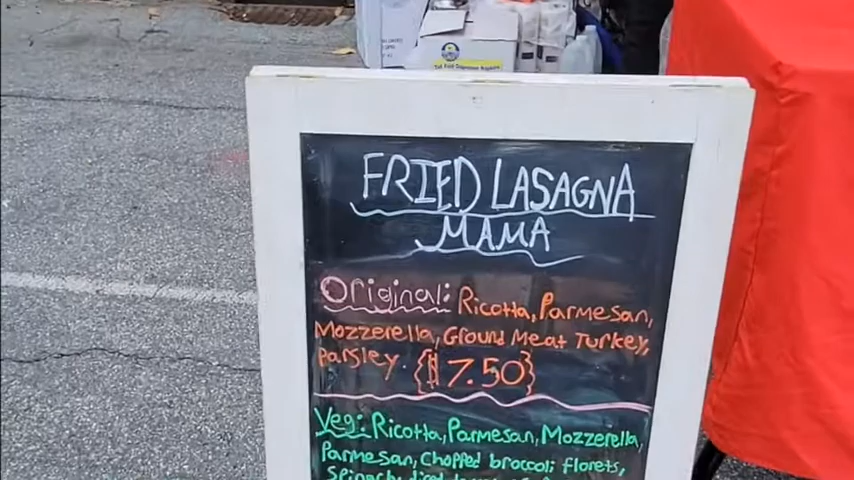 FRIED LASAGNA
MAMA
Original: Ricotta, Parmesan,
Mozzerella, Ground Meat Turkey,
Parsley {$7.50}
Veg: Ricotta, Parmesan, Mozzerella,
Parmesan, Chopped broccoli florets,